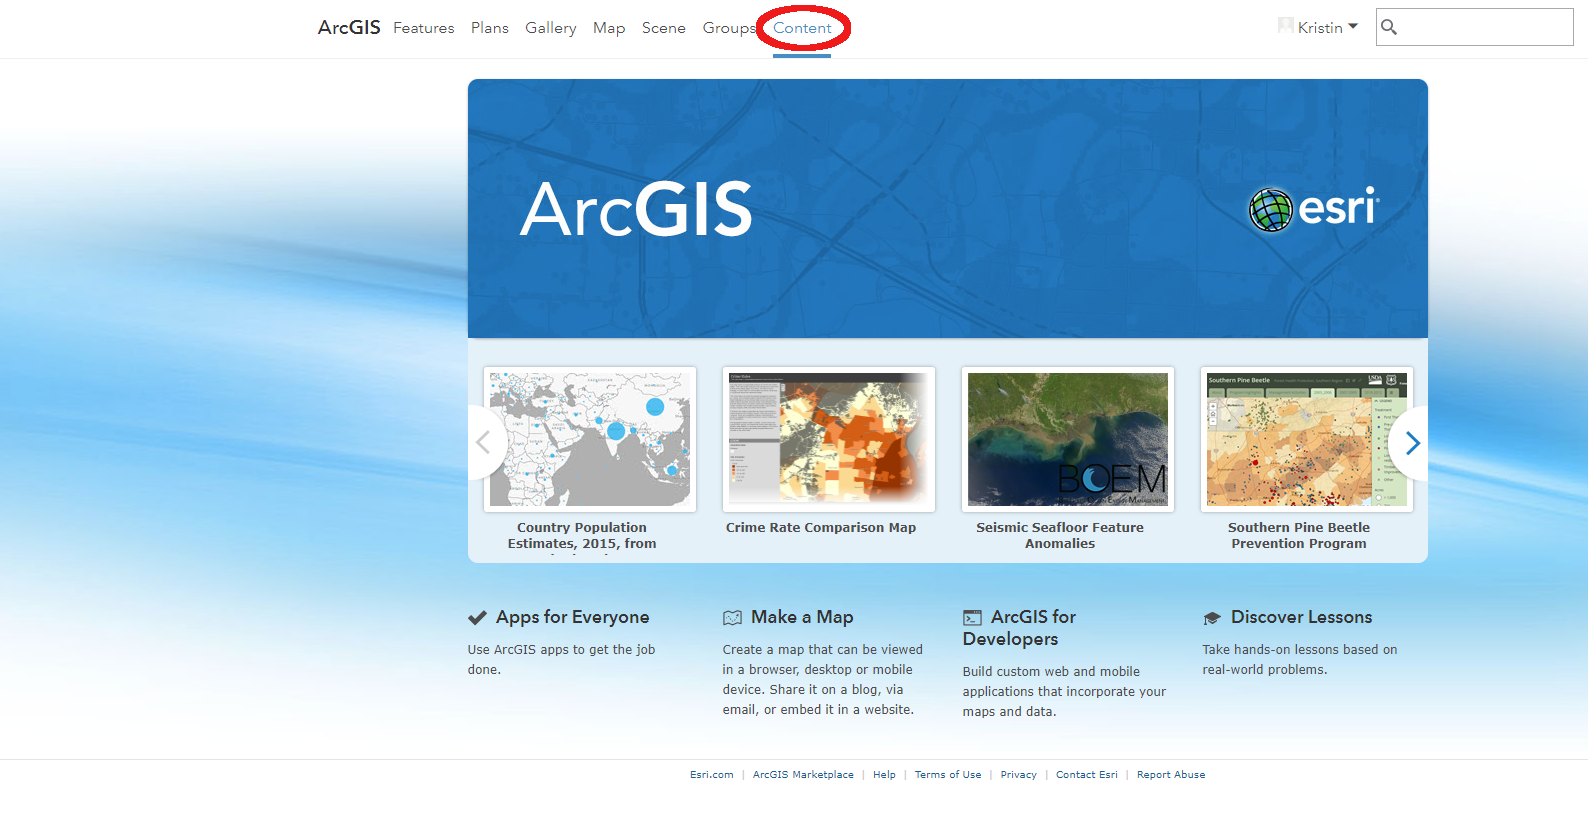 ArcGIS Features Plans Gallery Map Scene Groups Content Kristin
ArcGIS
esri
BOEM
Crime Rate Comparison Map
Southern Pine Beetle
USDA
Country Population
Estimates, 2015, from
Crime Rate Comparison Map
Seismic Seafloor Feature
Anomalies
Southern Pine Beetle
Prevention Program
Apps for Everyone
Use ArcGIS apps to get the job
done.
Make a Map
Create a map that can be viewed
in a browser, desktop or mobile
device. Share it on a blog, via
email, or embed it in a website.
ArcGIS for
Developers
Build custom web and mobile
applications that incorporate your
maps and data.
Discover Lessons
Take hands-on lessons based on
real-world problems.
Esri.com | ArcGIS Marketplace | Help | Terms of Use | Privacy | Contact Esri | Report Abuse